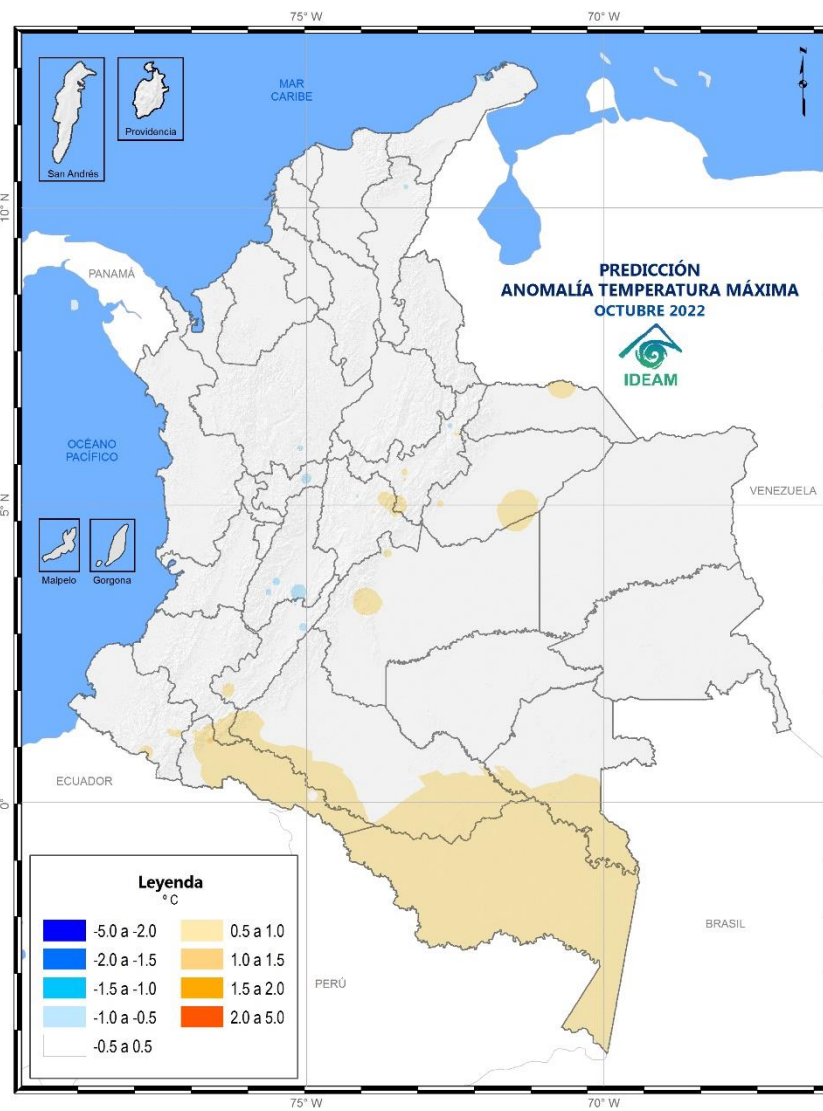 75° W
70° W
MAR
CARIBE
Providencia
San Andrés
10° N
PANAMÁ
PREDICCIÓN
ANOMALÍA TEMPERATURA MÁXIMA
OCTUBRE 2022
IDEAM
OCÉANO
PACÍFICO
VENEZUELA
5° N
5° N
Malpelo
Gorgona
ECUADOR
0°
0°
Leyenda
° C
-5.0 a -2.0
0.5 a 1.0
-2.0 a -1.5
1.0 a 1.5
-1.5 a -1.0
1.5 a 2.0
-1.0 a -0.5
2.0 a 5.0
-0.5 a 0.5
BRASIL
PERÚ
75° W
70° W